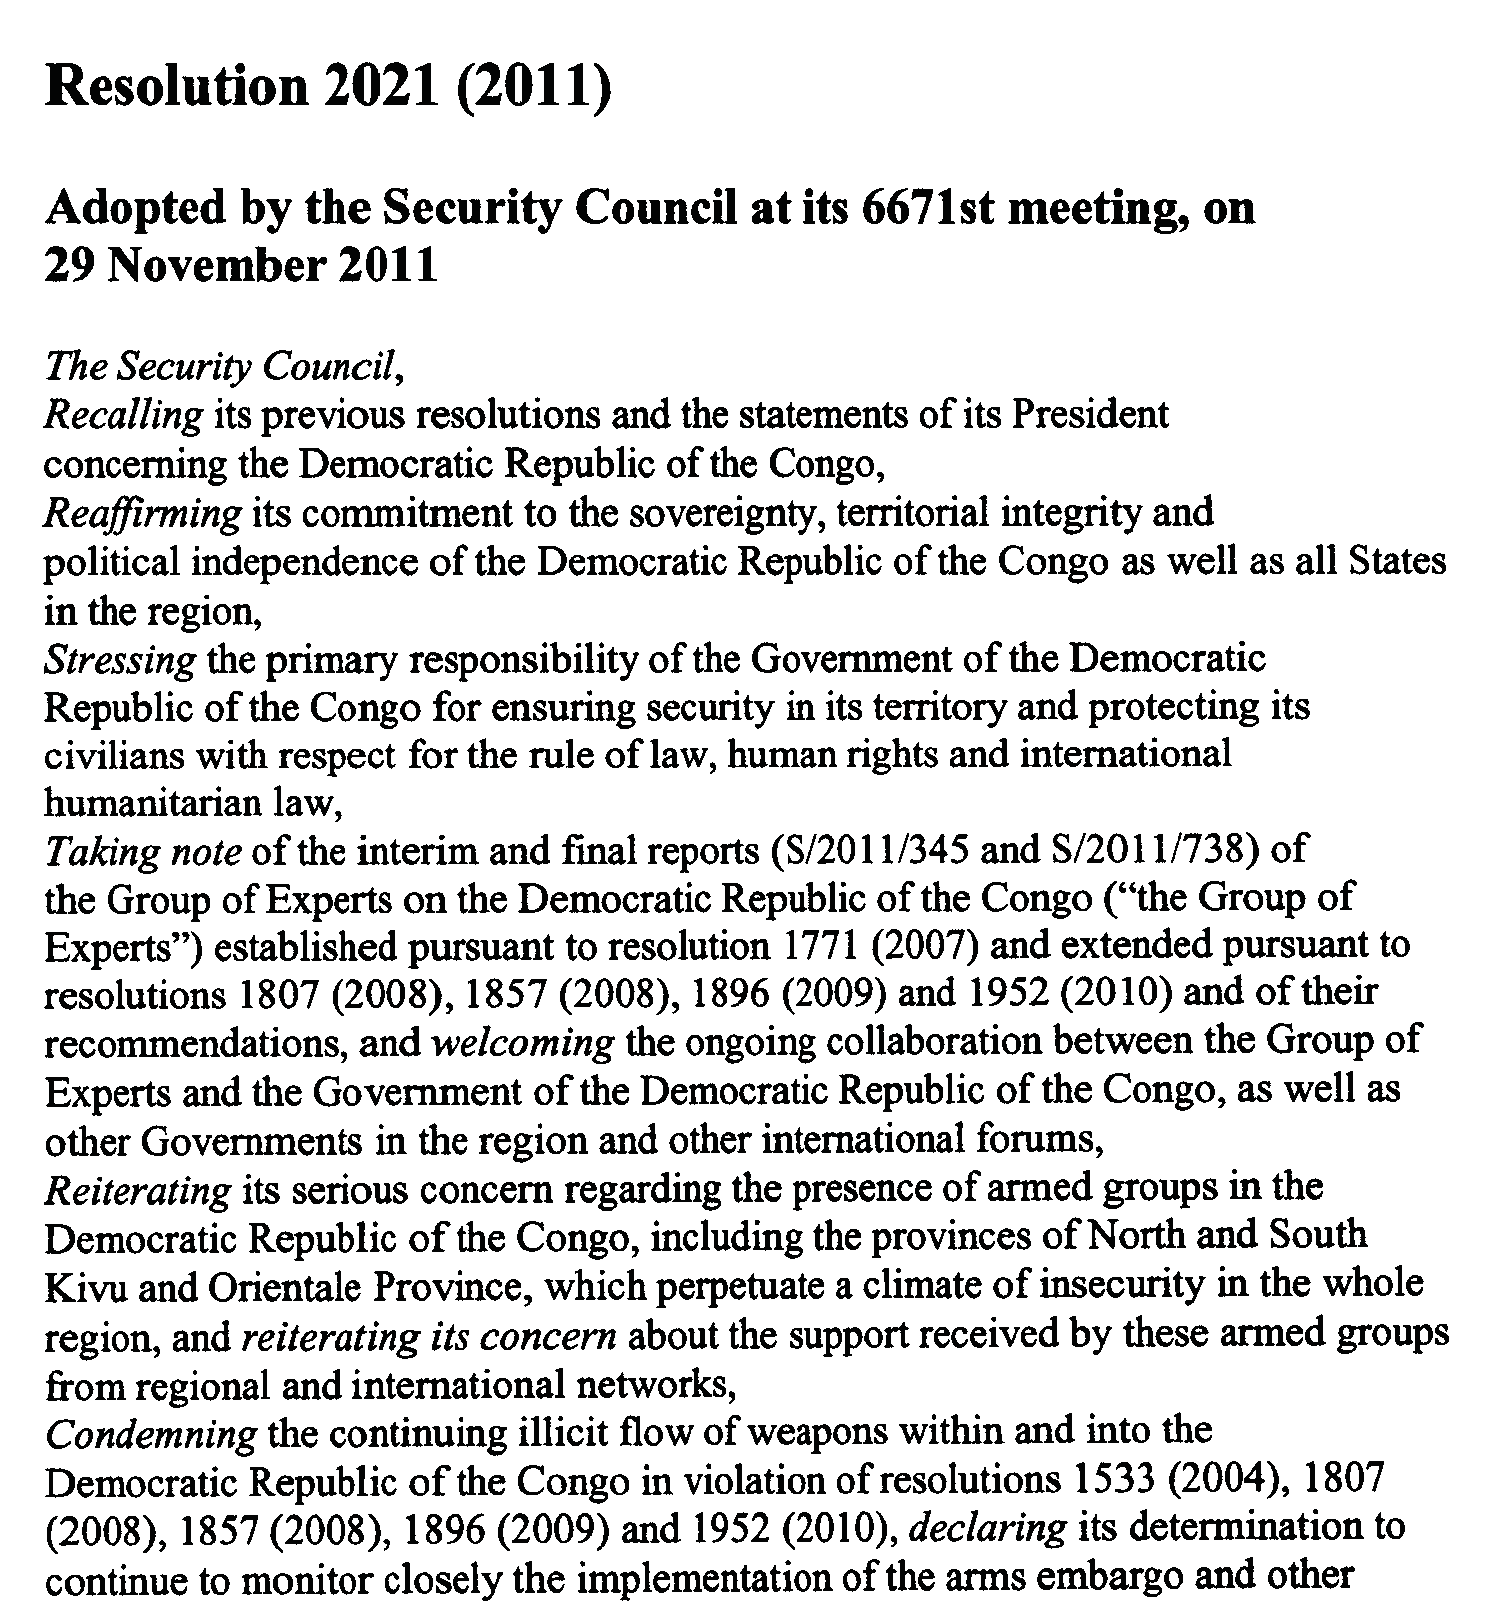 Resolution 2021 (2011)
Adopted by the Security Council at its 6671st meeting, on
29 November 2011
The Security Council,
Recalling its previous resolutions and the statements of its President
concerning the Democratic Republic of the Congo,
Reaffirming its commitment to the sovereignty, territorial integrity and
political independence of the Democratic Republic of the Congo as well as all States
in the region,
Stressing the primary responsibility of the Government of the Democratic
Republic of the Congo for ensuring security in its territory and protecting its
civilians with respect for the rule of law, human rights and international
humanitarian law,
Taking note of the interim and final reports (S/2011/345 and S/2011/738) of
the Group of Experts on the Democratic Republic of the Congo (“the Group of
Experts”) established pursuant to resolution 1771 (2007) and extended pursuant to
resolutions 1807 (2008), 1857 (2008), 1896 (2009) and 1952 (2010) and of their
recommendations, and welcoming the ongoing collaboration between the Group of
Experts and the Government of the Democratic Republic of the Congo, as well as
other Governments in the region and other international forums,
Reiterating its serious concern regarding the presence of armed groups in the
Democratic Republic of the Congo, including the provinces of North and South
Kivu and Orientale Province, which perpetuate a climate of insecurity in the whole
region, and reiterating its concern about the support received by these armed groups
from regional and international networks,
Condemning the continuing illicit flow of weapons within and into the
Democratic Republic of the Congo in violation of resolutions 1533 (2004), 1807
(2008), 1857 (2008), 1896 (2009) and 1952 (2010), declaring its determination to
continue to monitor closely the implementation of the arms embargo and other